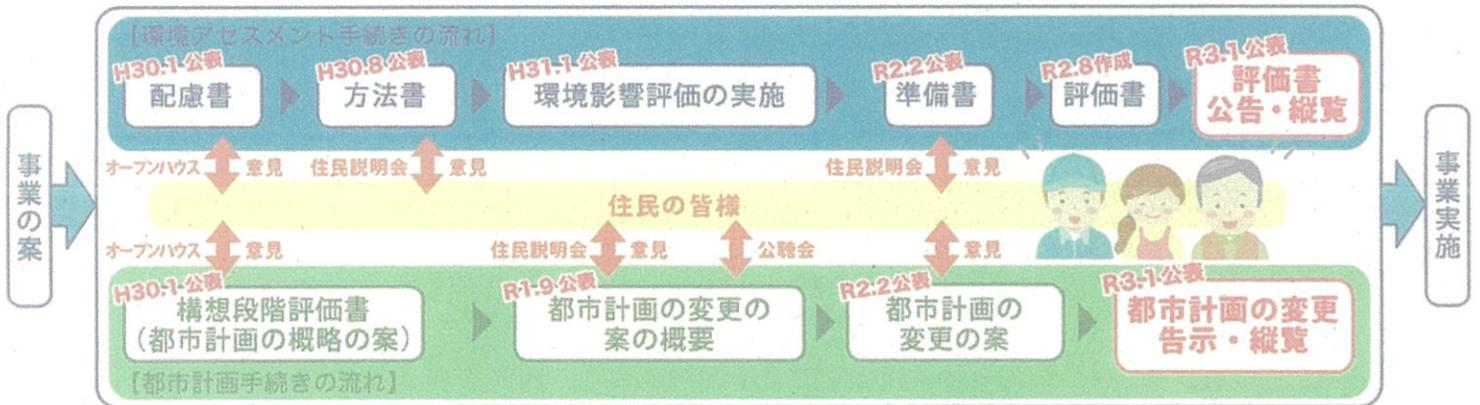 【環境アセスメント手続きの流れ】
H30.1公表
配慮書
H30.8公表
方法書
H31.1公表
環境影響評価の実施
R2.2公表
準備書
R2.8作成
評価書
R3.1公表
評価書
公告・縦覧
オープンハウス 意見
住民説明会 意見
住民説明会 意見
事業の案
住民の皆様
事業実施
オープンハウス 意見
住民説明会 意見
公聴会
意見
H30.1公表
構想段階評価書
（都市計画の概略の案）
R1.9公表
都市計画の変更の
案の概要
R2.2公表
都市計画の
変更の案
R3.1公表
都市計画の変更
告示・縦覧
【都市計画手続きの流れ】